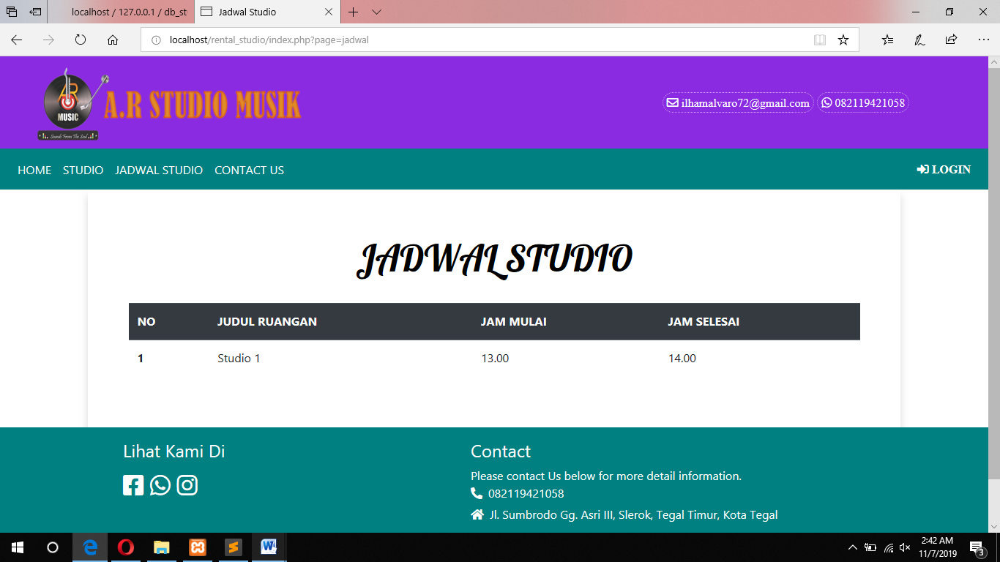 localhost / 127.0.0.1 / db_st
Jadwal Studio
localhost/rental_studio/index.php?page=jadwal
AR
MUSIC
Sounds From The Soul
A.R STUDIO MUSIK
ilhamalvaro72@gmail.com
082119421058
HOME STUDIO JADWAL STUDIO CONTACT US
LOGIN
JADWAL STUDIO
NO JUDUL RUANGAN JAM MULAI JAM SELESAI
1 Studio 1 13.00 14.00
Lihat Kami Di
Contact
Please contact Us below for more detail information.
082119421058
Jl. Sumbrodo Gg. Asri III, Slerok, Tegal Timur, Kota Tegal
2:42 AM
11/7/2019
3